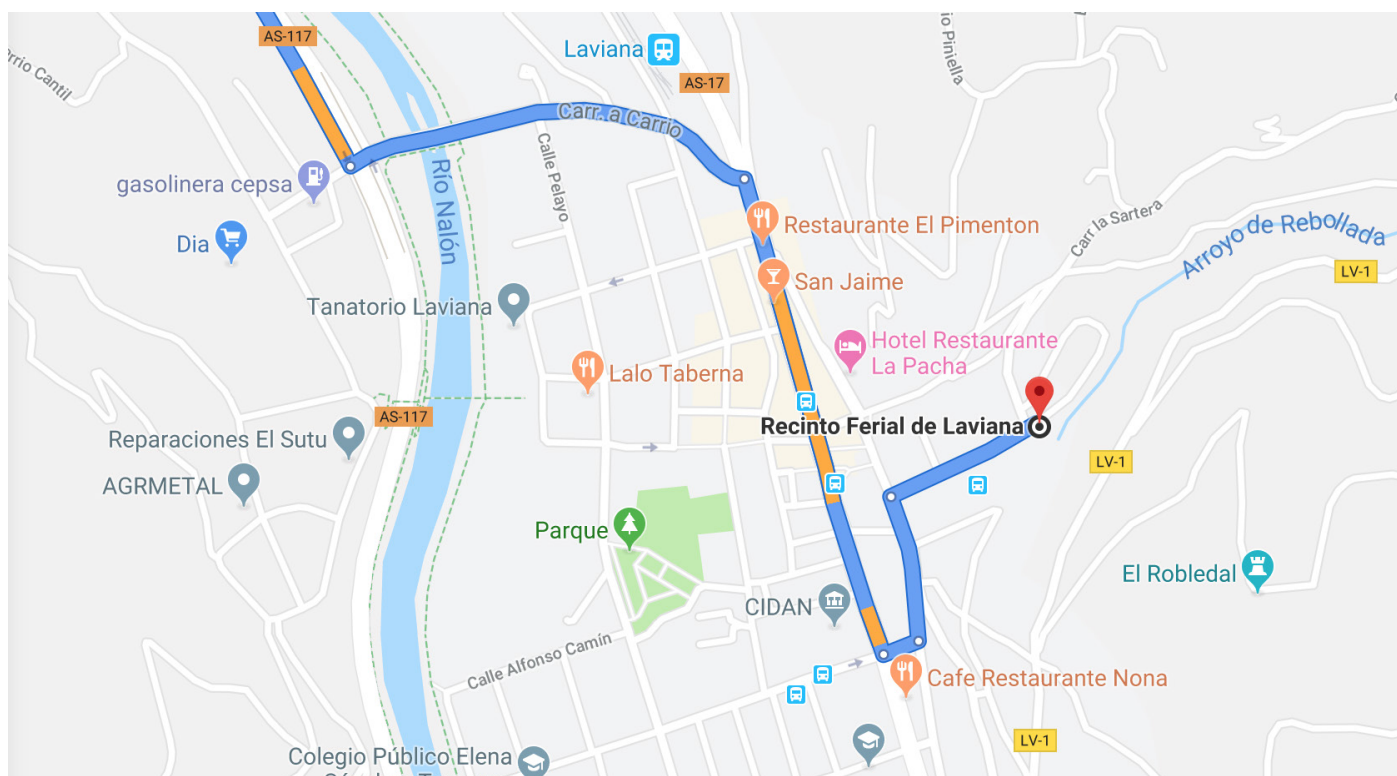 AS-117
Laviana
AS-17
rrio Cantil
io Piniella
Carr. a Carrio
Calle Pelayo
gasolinera cepsa
Río Nalón
Dia
Restaurante El Pimenton
Carr la Sartera
Arroyo de Rebollada
LV-1
San Jaime
Tanatorio Laviana
Hotel Restaurante
La Pacha
Lalo Taberna
AS-117
Recinto Ferial de Laviana
Reparaciones El Sutu
LV-1
AGRMETAL
Parque
El Robledal
CIDAN
Calle Alfonso Camín
Cafe Restaurante Nona
LV-1
Colegio Público Elena